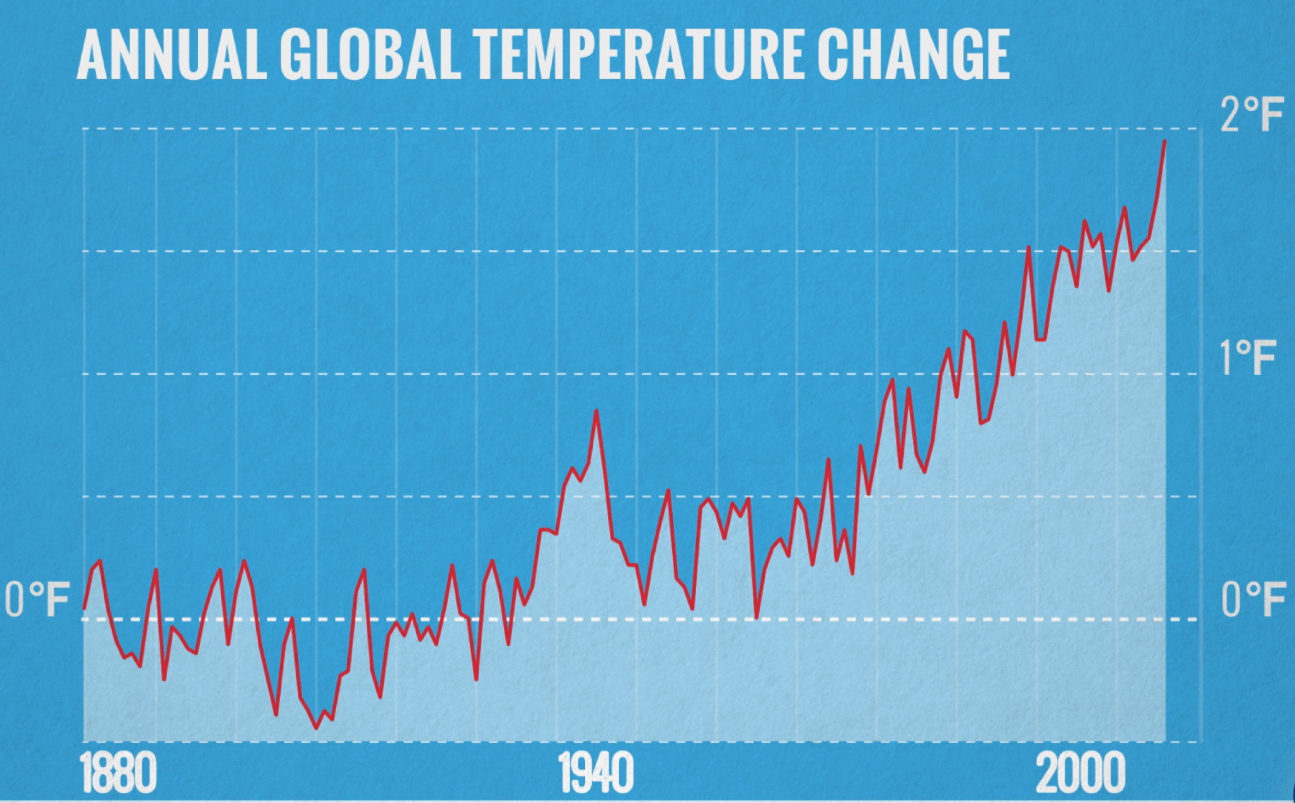 ANNUAL GLOBAL TEMPERATURE CHANGE
2°F
1°F
0°F 0°F
1880 1940 2000